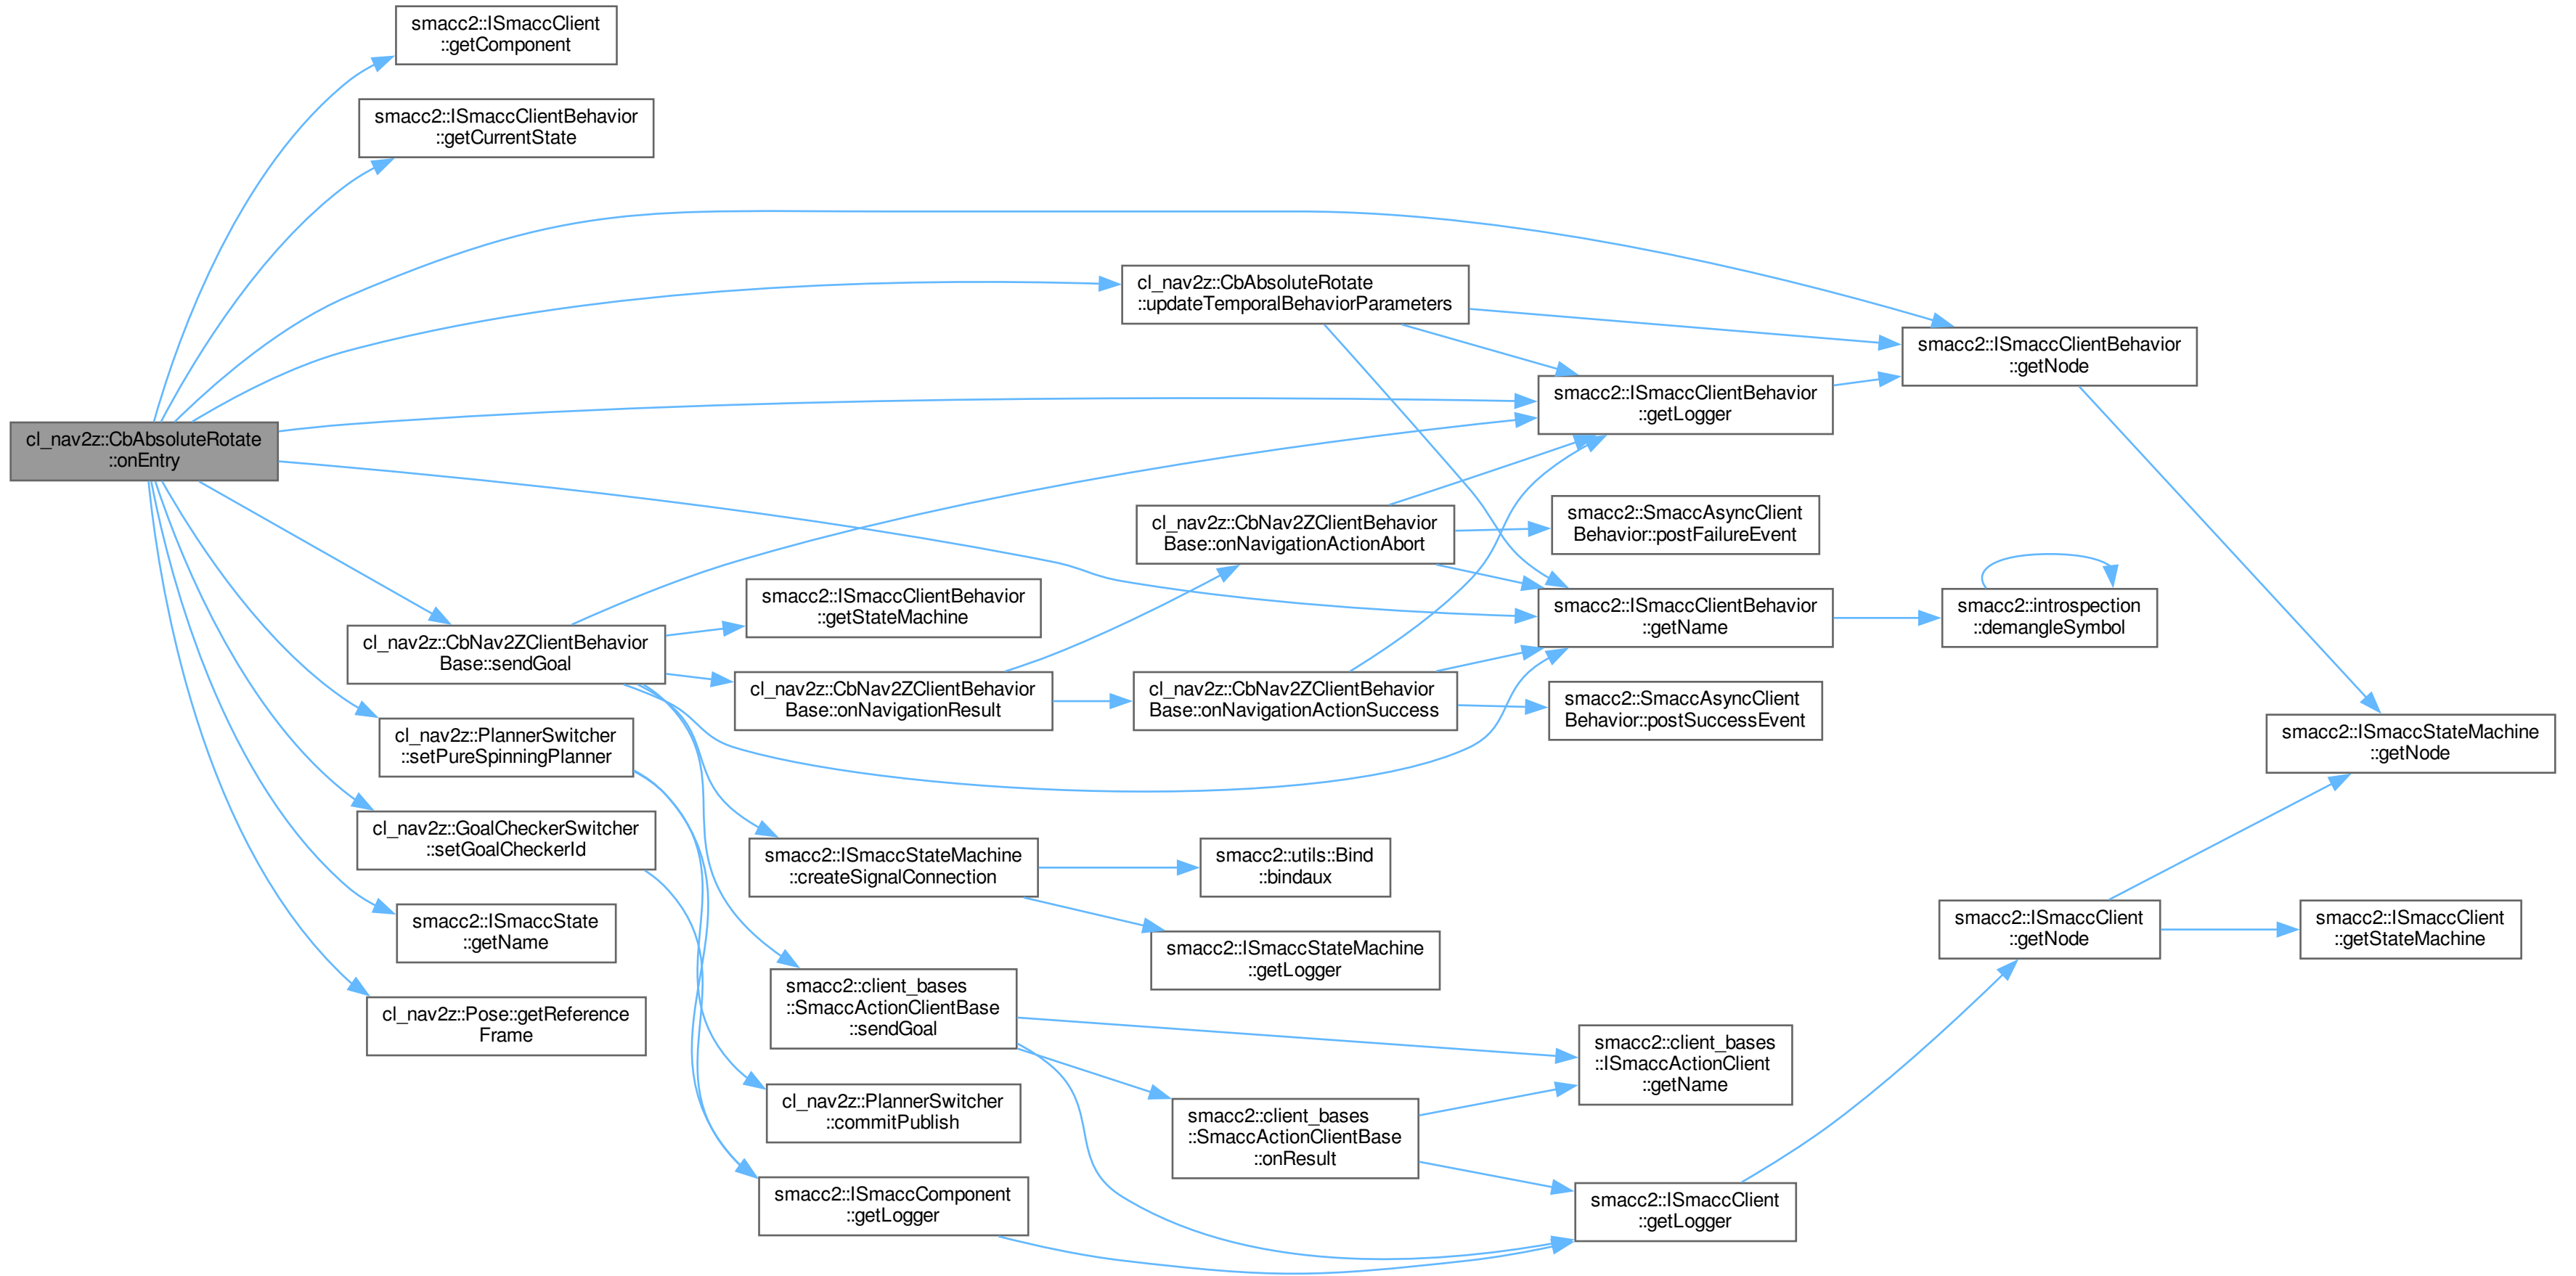 smacc2::ISmaccClient
::getComponent
smacc2::ISmaccClientBehavior
::getCurrentState
cl_nav2z::CbAbsoluteRotate
::updateTemporalBehaviorParameters
smacc2::ISmaccClientBehavior
::getNode
smacc2::ISmaccClientBehavior
::getLogger
cl_nav2z::CbAbsoluteRotate
::onEntry
cl_nav2z::CbNav2ZClientBehavior
Base::onNavigationActionAbort
smacc2::SmaccAsyncClient
Behavior::postFailureEvent
smacc2::ISmaccClientBehavior
::getStateMachine
smacc2::ISmaccClientBehavior
::getName
smacc2::introspection
::demangleSymbol
cl_nav2z::CbNav2ZClientBehavior
Base::sendGoal
cl_nav2z::CbNav2ZClientBehavior
Base::onNavigationResult
cl_nav2z::CbNav2ZClientBehavior
Base::onNavigationActionSuccess
smacc2::SmaccAsyncClient
Behavior::postSuccessEvent
cl_nav2z::PlannerSwitcher
::setPureSpinningPlanner
smacc2::ISmaccStateMachine
::getNode
cl_nav2z::GoalCheckerSwitcher
::setGoalCheckerId
smacc2::ISmaccStateMachine
::createSignalConnection
smacc2::utils::Bind
::bindaux
smacc2::ISmaccState
::getName
smacc2::ISmaccStateMachine
::getLogger
smacc2::ISmaccClient
::getNode
smacc2::ISmaccClient
::getStateMachine
cl_nav2z::Pose::getReference
Frame
smacc2::client_bases
::SmaccActionClientBase
::sendGoal
smacc2::client_bases
::ISmaccActionClient
::getName
cl_nav2z::PlannerSwitcher
::commitPublish
smacc2::client_bases
::SmaccActionClientBase
::onResult
smacc2::ISmaccComponent
::getLogger
smacc2::ISmaccClient
::getLogger